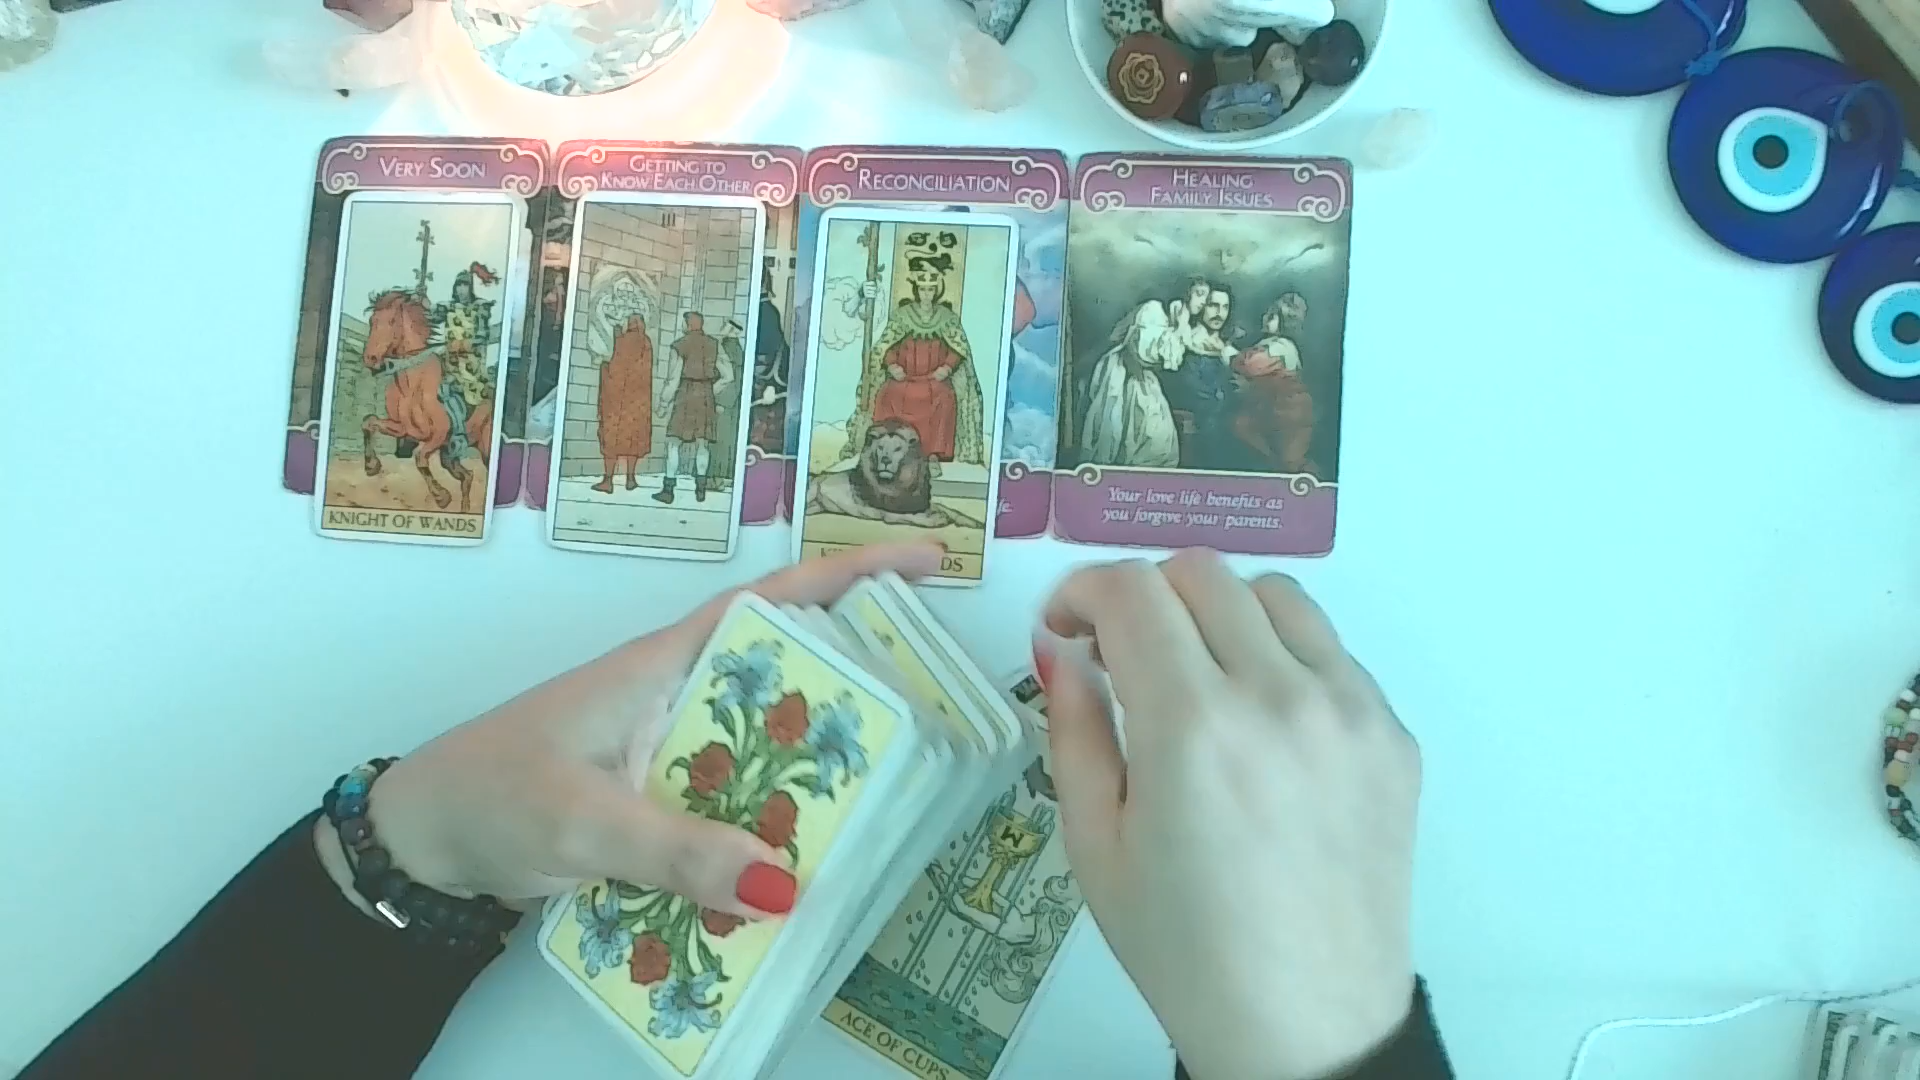 VERY SOON
GETTING TO
KNOW EACH OTHER
RECONCILIATION
HEALING
FAMILY ISSUES
III
KNIGHT OF WANDS
Your love life benefits as
you forgive your parents.
DS
ACE OF CUPS